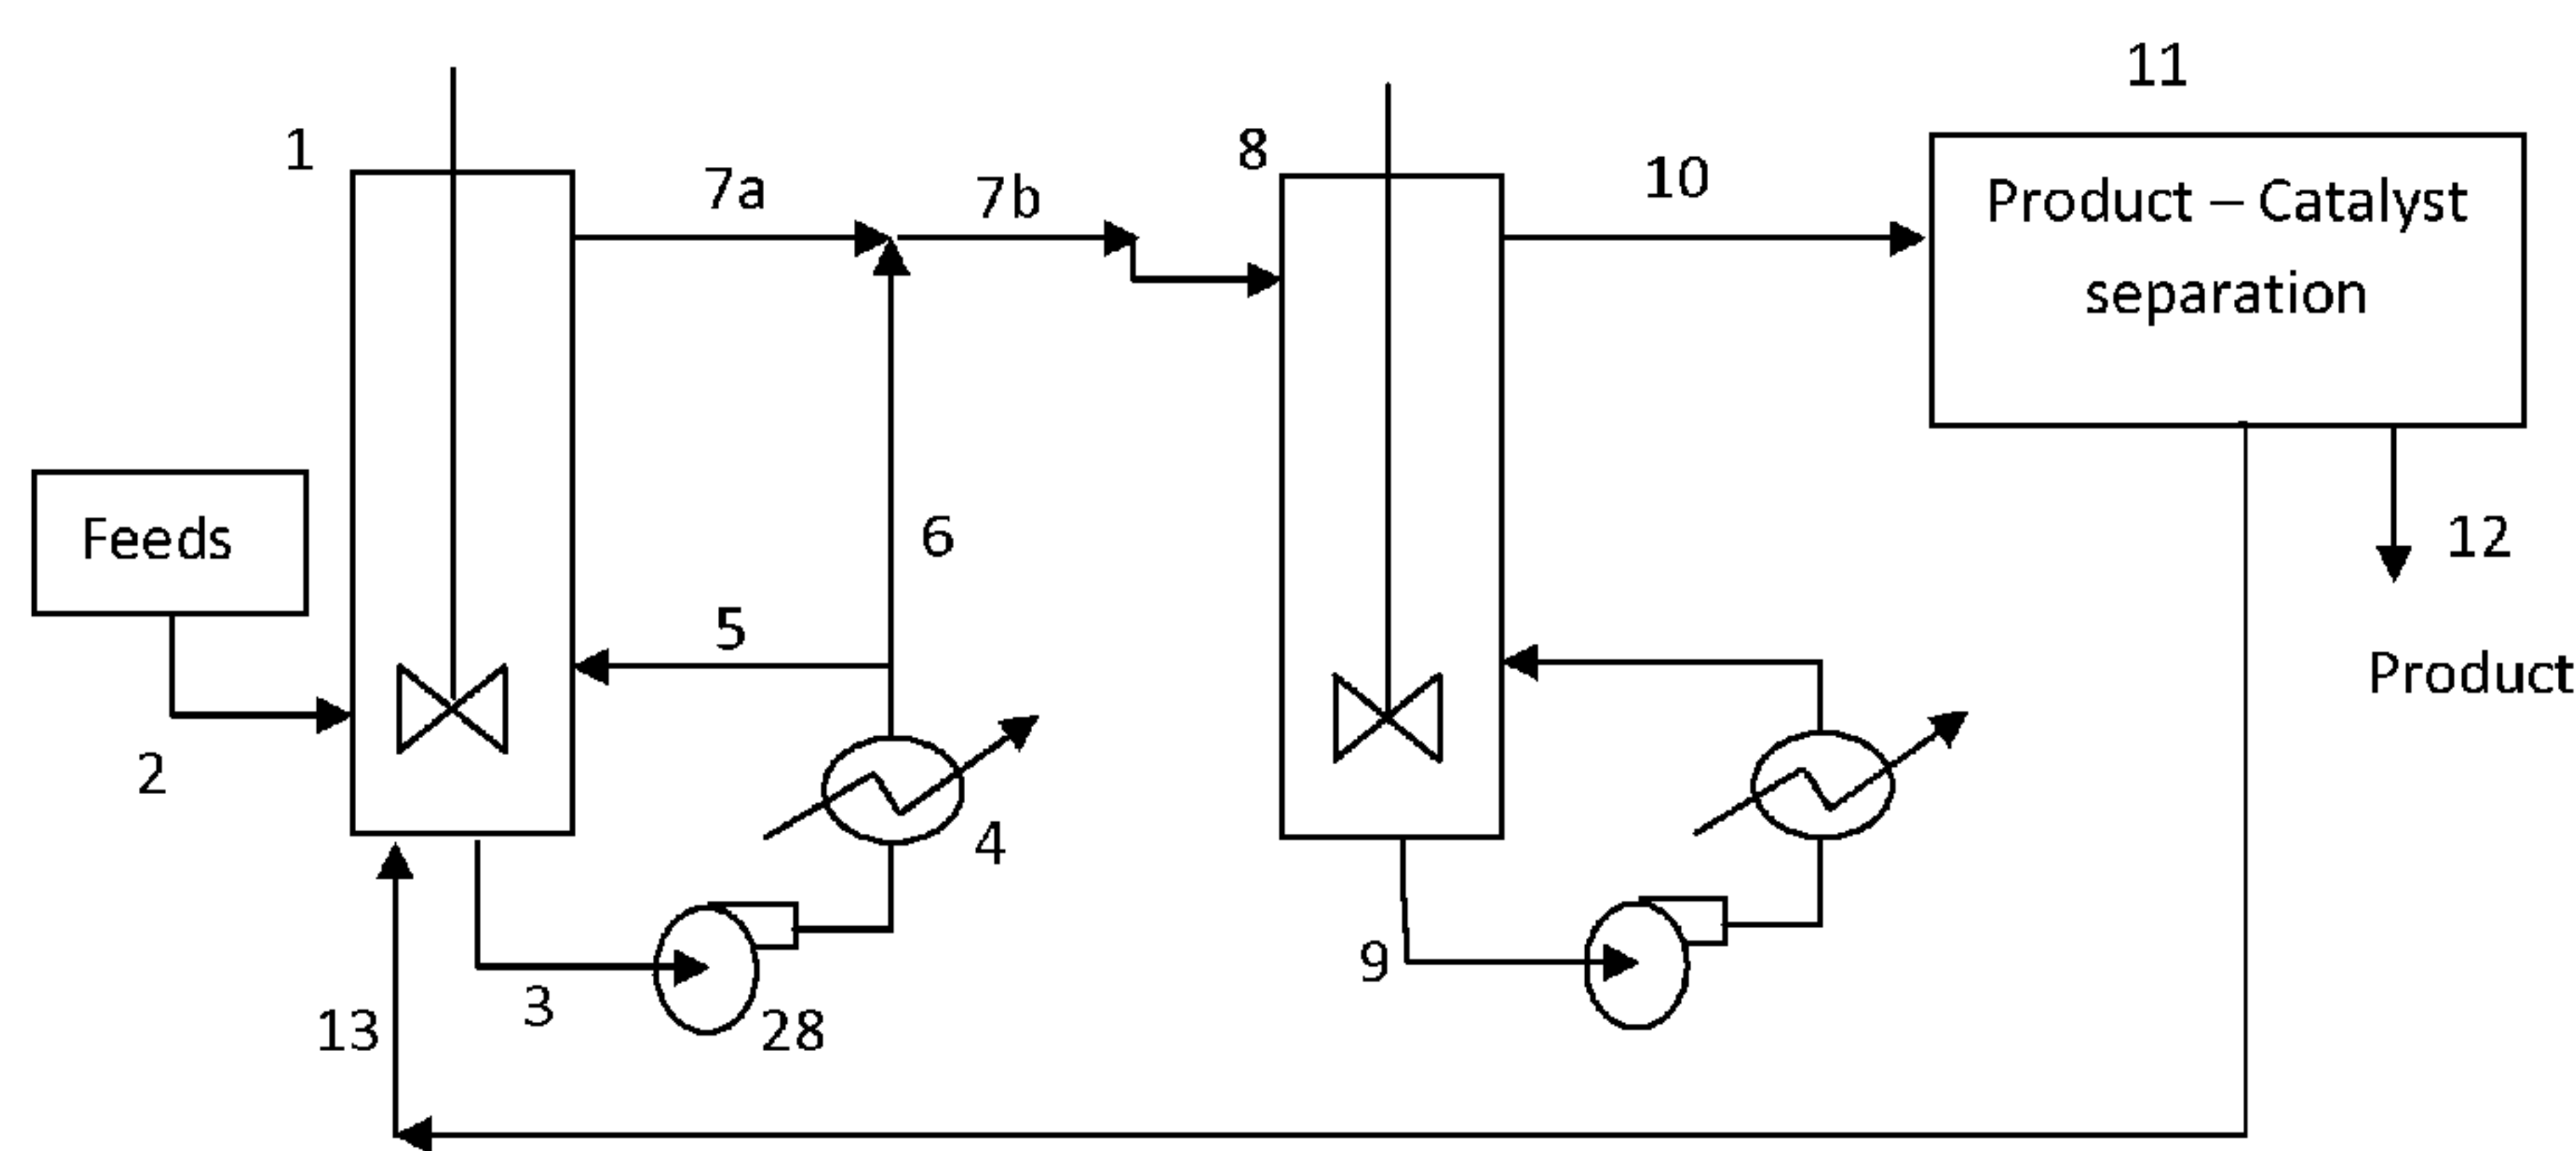 11
1
8
7a
7b
10
Product – Catalyst
separation
Feeds
6
12
5
Product
2
4
9
3
28
13